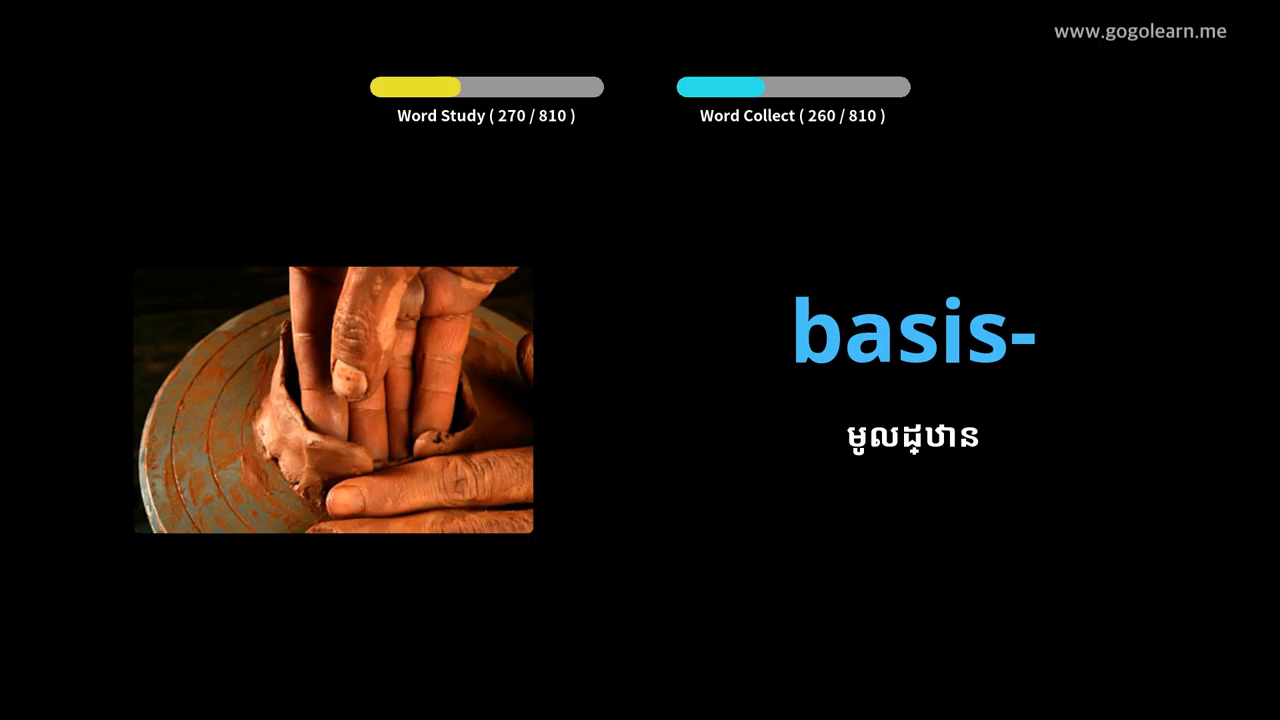 www.gogolearn.me
Word Study ( 270 / 810 )
Word Collect ( 260 / 810 )
basis-
មូលដ្ឋាន